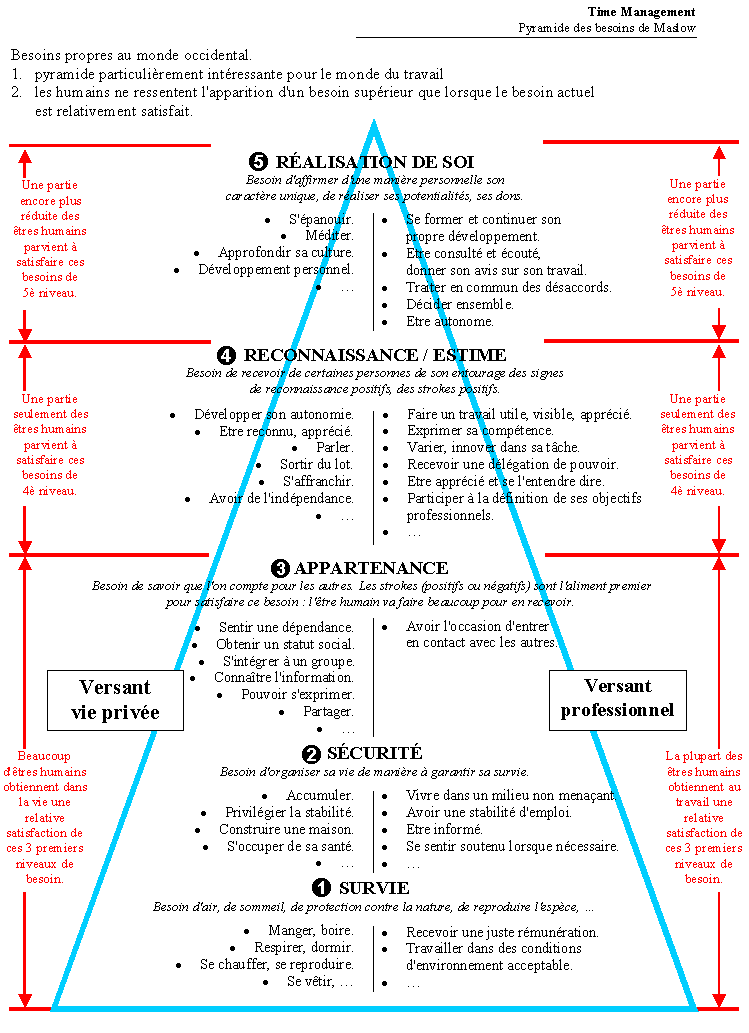 Time Management
Pyramide des besoins de Maslow
Besoins propres au monde occidental.
1. pyramide particulièrement intéressante pour le monde du travail
2. les humains ne ressentent l'apparition d'un besoin supérieur que lorsque le besoin actuel
est relativement satisfait.
❺ RÉALISATION DE SOI
Besoin d'affirmer d'une manière personnelle son
caractère unique, de réaliser ses potentialités, ses dons.
• S'épanouir.
• Méditer.
• Approfondir sa culture.
• Développement personnel.
• …
• Se former et continuer son
propre développement.
• Etre consulté et écouté,
donner son avis sur son travail.
• Traiter en commun des désaccords.
• Décider ensemble.
• Etre autonome.
Une partie
encore plus
réduite des
êtres humains
parvient à
satisfaire ces
besoins de
5è niveau.
Une partie
encore plus
réduite des
êtres humains
parvient à
satisfaire ces
besoins de
5è niveau.
❹ RECONNAISSANCE / ESTIME
Besoin de recevoir de certaines personnes de son entourage des signes
de reconnaissance positifs, des strokes positifs.
• Développer son autonomie.
• Etre reconnu, apprécié.
• Parler.
• Sortir du lot.
• S'affranchir.
• Avoir de l'indépendance.
• …
• Faire un travail utile, visible, apprécié.
• Exprimer sa compétence.
• Varier, innover dans sa tâche.
• Recevoir une délégation de pouvoir.
• Etre apprécié et se l'entendre dire.
• Participer à la définition de ses objectifs
professionnels.
• …
Une partie
seulement des
êtres humains
parvient à
satisfaire ces
besoins de
4è niveau.
Une partie
seulement des
êtres humains
parvient à
satisfaire ces
besoins de
4è niveau.
❸ APPARTENANCE
Besoin de savoir que l'on compte pour les autres. Les strokes (positifs ou négatifs) sont l'aliment premier
pour satisfaire ce besoin : l'être humain va faire beaucoup pour en recevoir.
• Sentir une dépendance.
• Obtenir un statut social.
• S'intégrer à un groupe.
• Connaître l'information.
• Pouvoir s'exprimer.
• Partager.
• …
• Avoir l'occasion d'entrer
en contact avec les autres.
Versant
vie privée
Versant
professionnel
❷ SÉCURITÉ
Besoin d'organiser sa vie de manière à garantir sa survie.
• Accumuler.
• Privilégier la stabilité.
• Construire une maison.
• S'occuper de sa santé.
• …
• Vivre dans un milieu non menaçant
• Avoir une stabilité d'emploi.
• Etre informé.
• Se sentir soutenu lorsque nécessaire.
• …
Beaucoup
d'êtres humains
obtiennent dans
la vie une
relative
satisfaction de
ces 3 premiers
niveaux de
besoin.
La plupart des
êtres humains
obtiennent au
travail une
relative
satisfaction de
ces 3 premiers
niveaux de
besoin.
❶ SURVIE
Besoin d'air, de sommeil, de protection contre la nature, de reproduire l'espèce, …
• Manger, boire.
• Respirer, dormir.
• Se chauffer, se reproduire.
• Se vêtir, …
• Recevoir une juste rémunération.
• Travailler dans des conditions
d'environnement acceptable.
• …